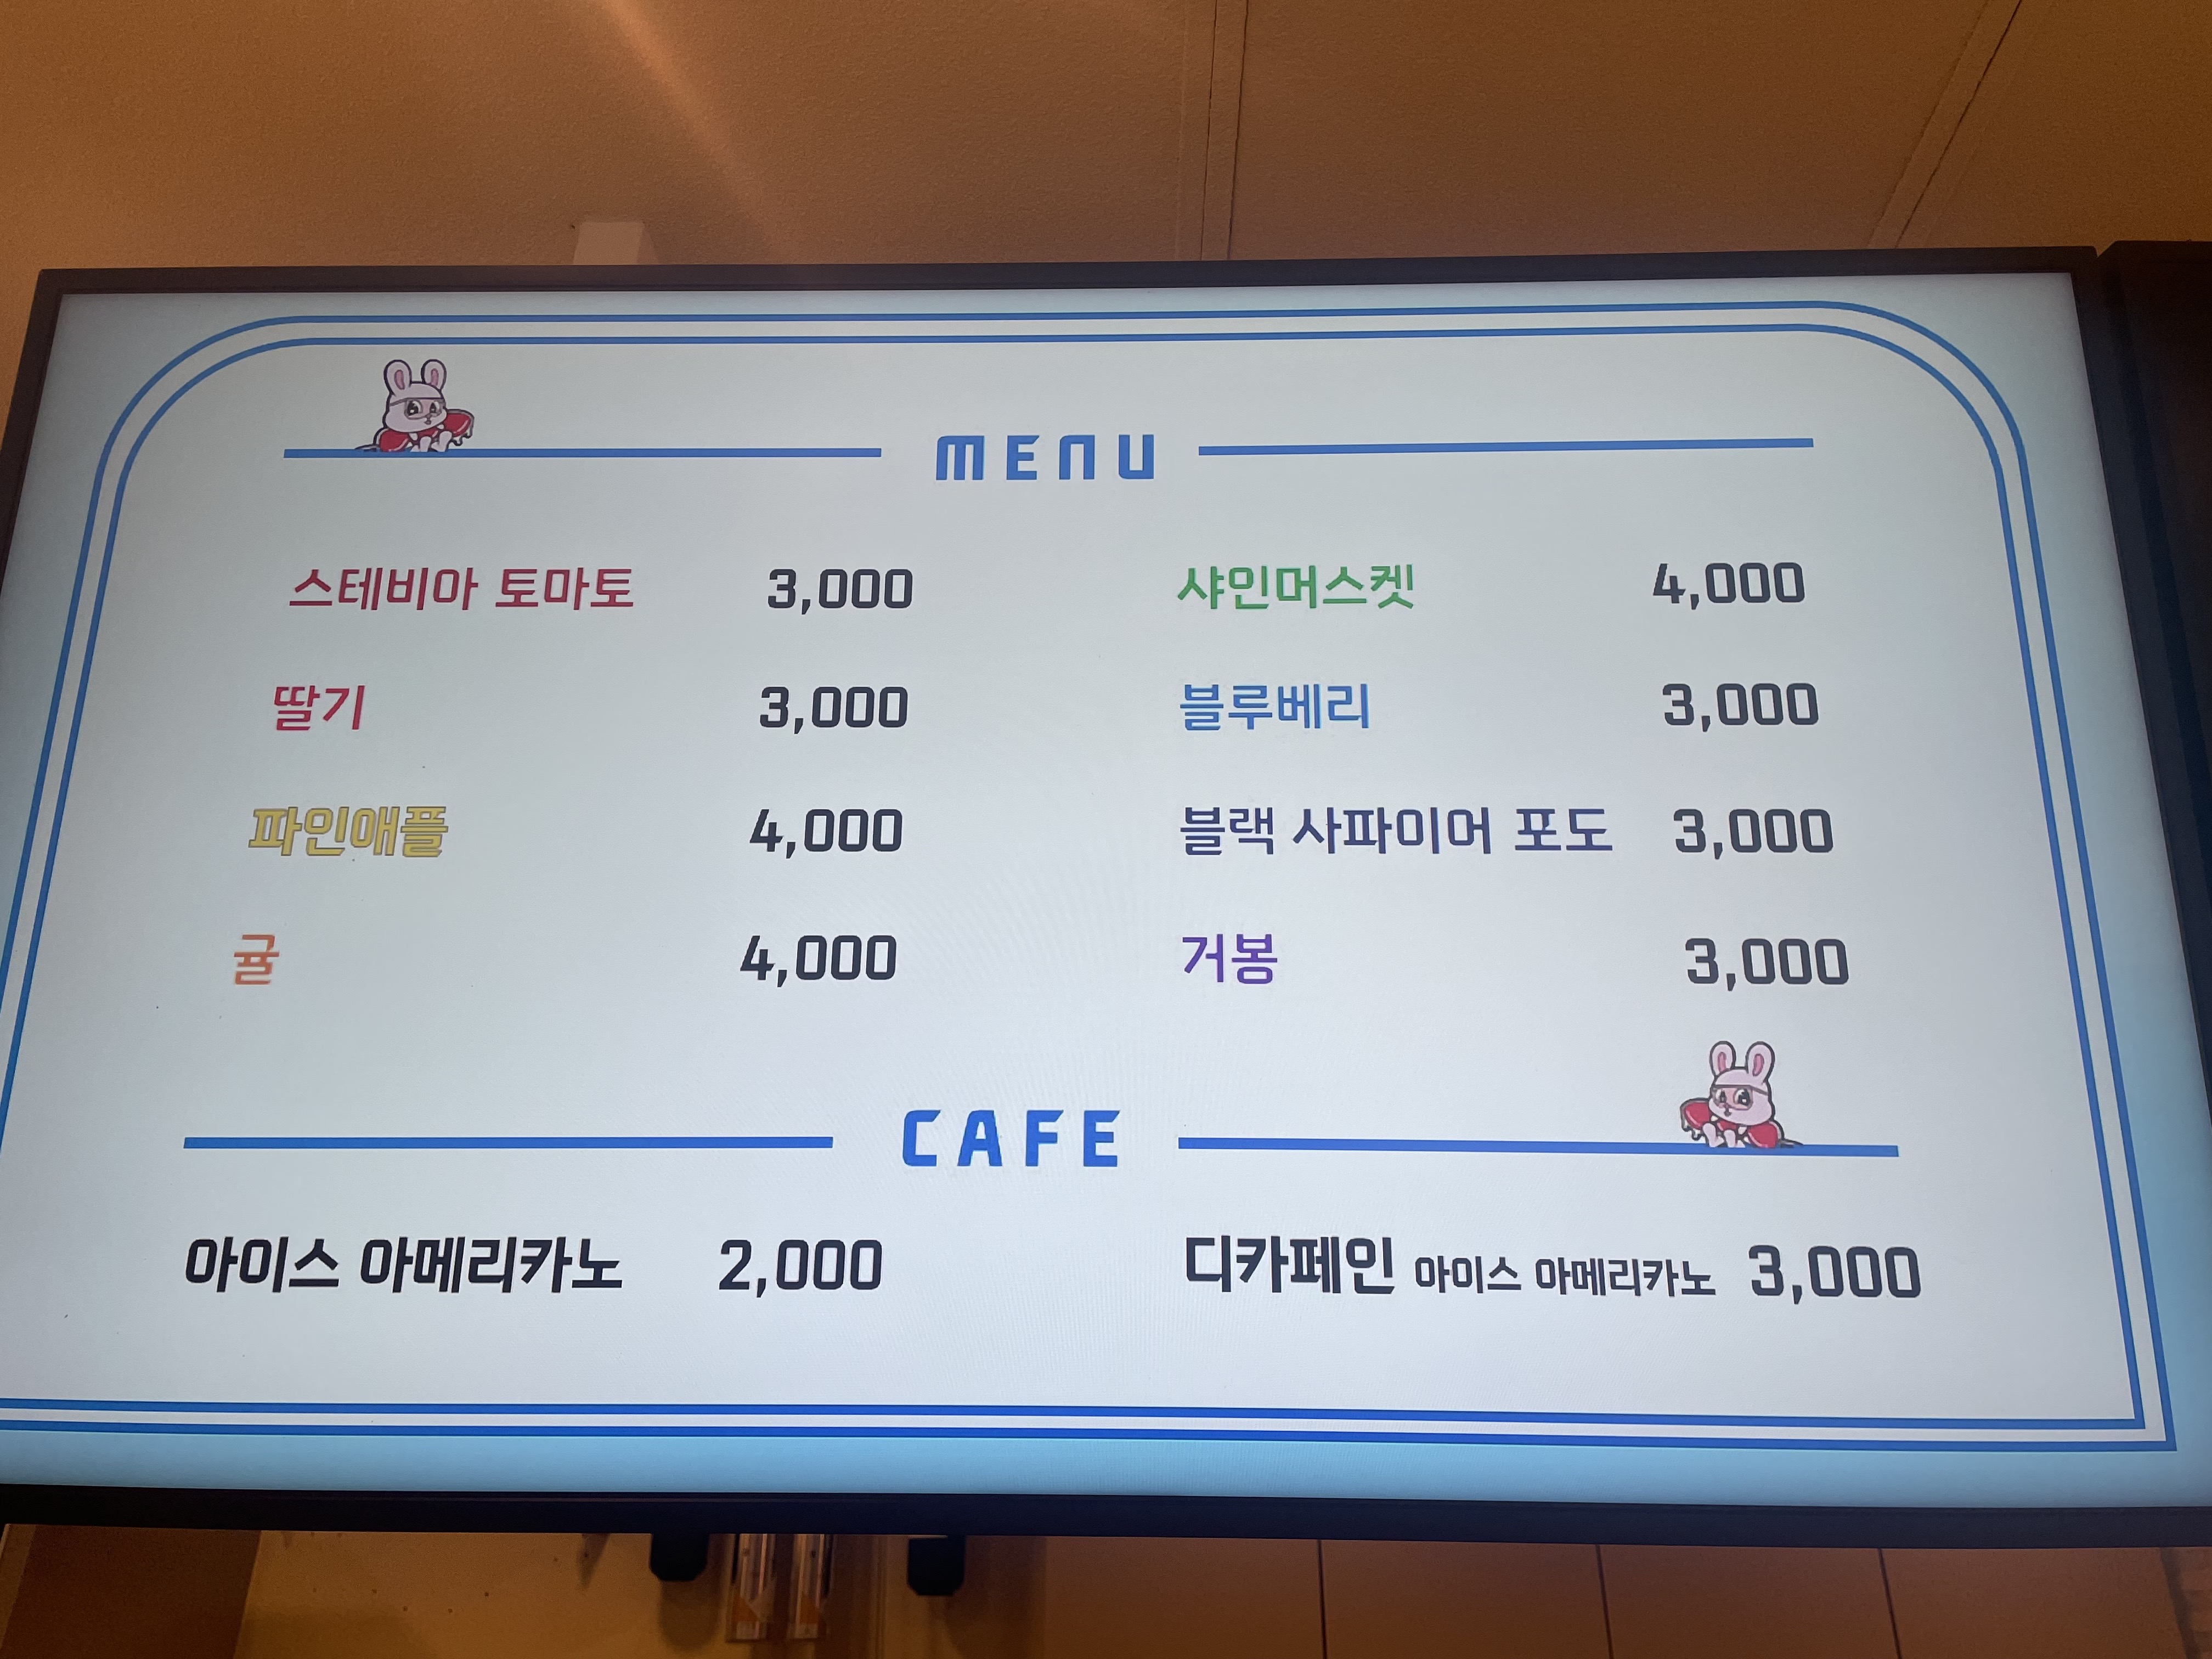 MENU
스테비아 토마토 3,000
딸기 3,000
파인애플 4,000
귤 4,000
샤인머스켓 4,000
블루베리 3,000
블랙 사파이어 포도 3,000
거봉 3,000
CAFE
아이스 아메리카노 2,000
디카페인 아이스 아메리카노 3,000